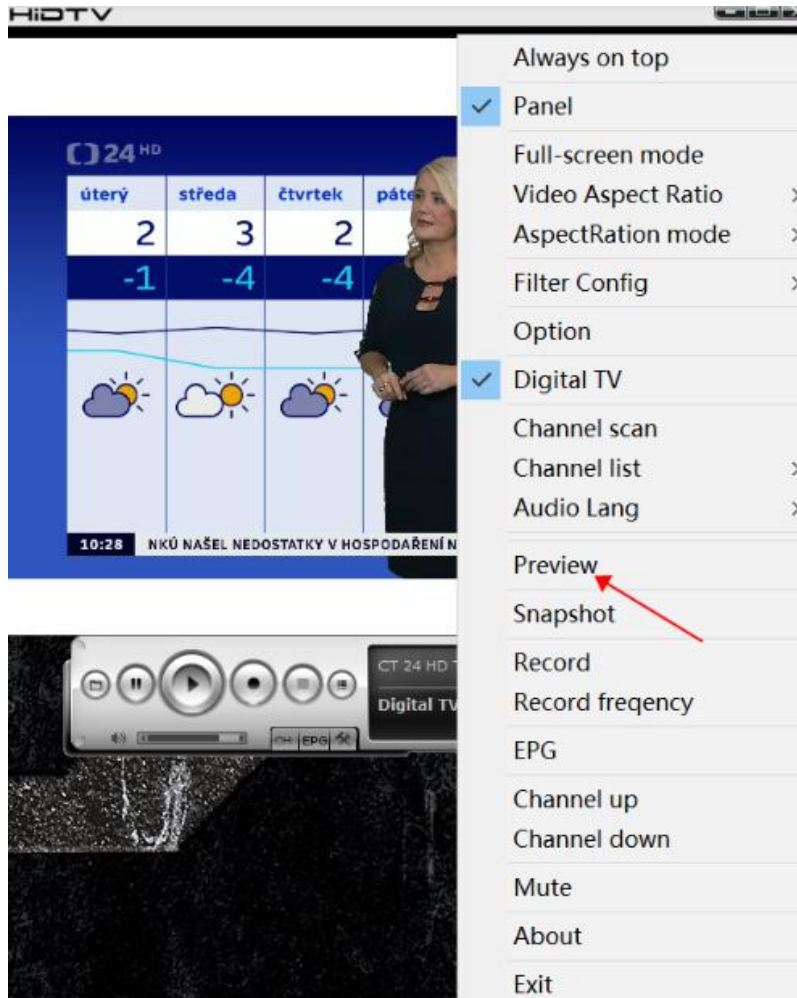 HiDTV
Always on top
Panel
Full-screen mode
Video Aspect Ratio
AspectRation mode
Filter Config
Option
Digital TV
Channel scan
Channel list
Audio Lang
Preview
Snapshot
Record
Record freqency
EPG
Channel up
Channel down
Mute
About
Exit
24 HD
úterý středa čtvrtek
2 3 2
-1 -4 -4
10:28 NKÚ NAŠEL NEDOSTATKY V HOSPODAŘENÍ N
CT 24 HD
Digital TV
CH EPG